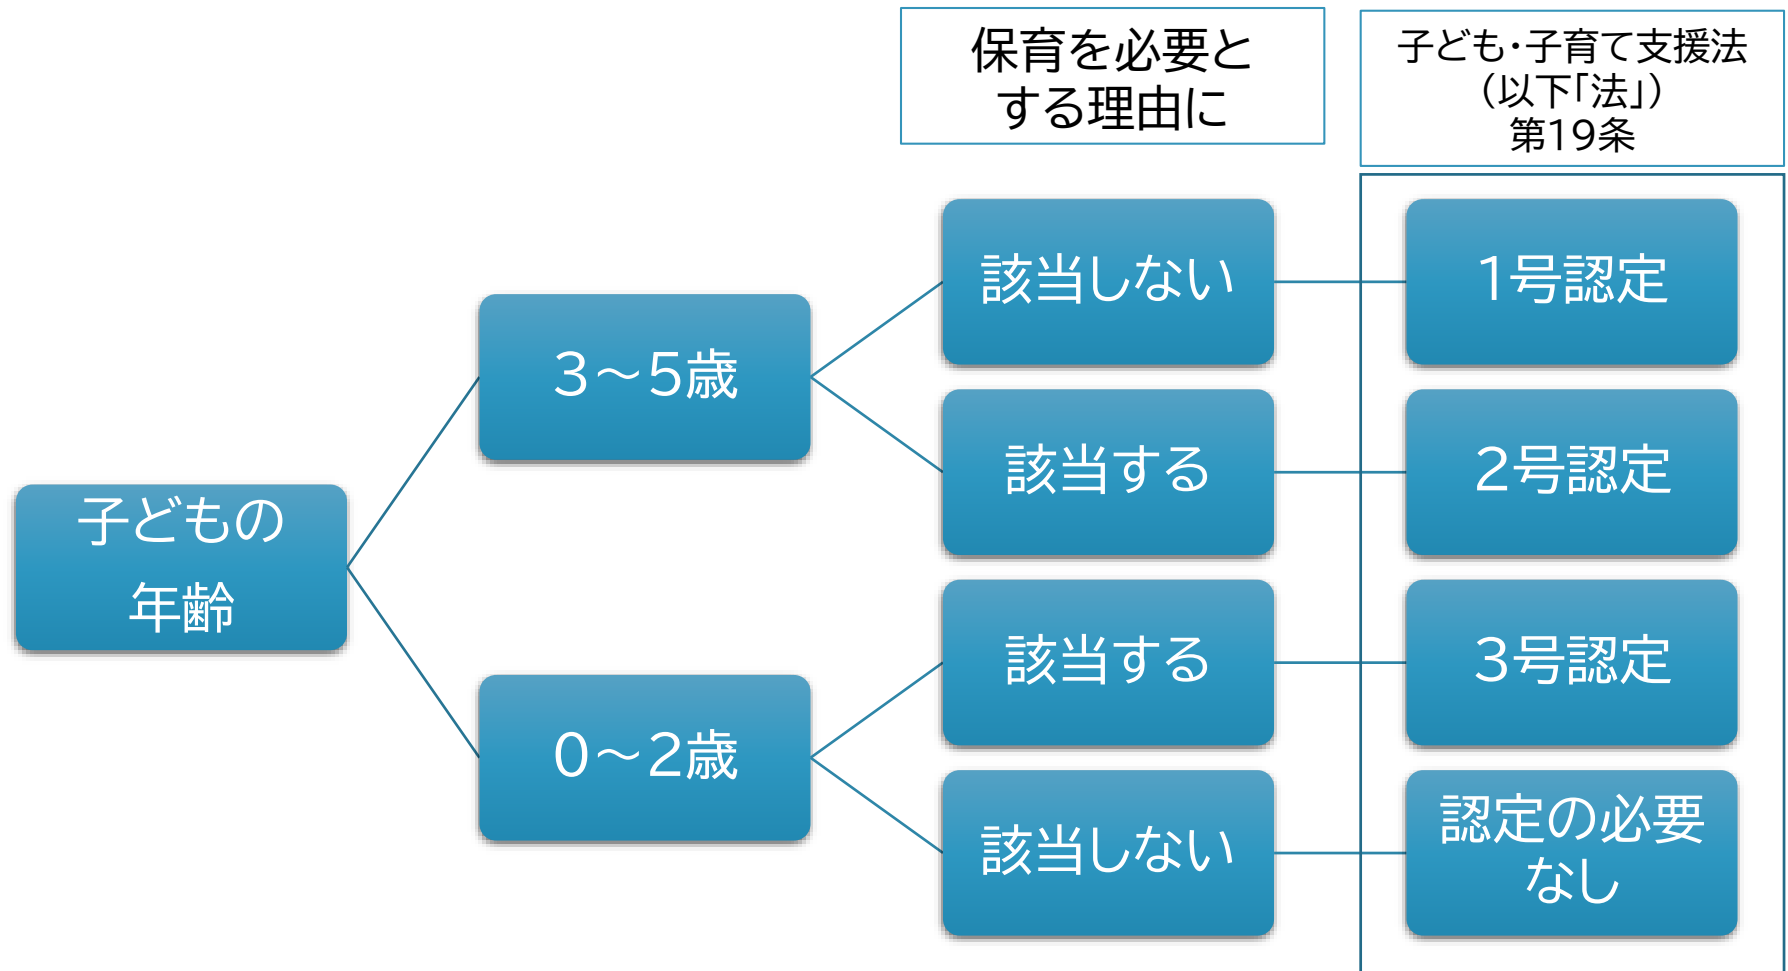 保育を必要と
する理由に
子ども・子育て支援法
（以下「法」）
第19条
子どもの
年齢
3～5歳
0～2歳
該当しない
該当する
該当する
該当しない
1号認定
2号認定
3号認定
認定の必要
なし